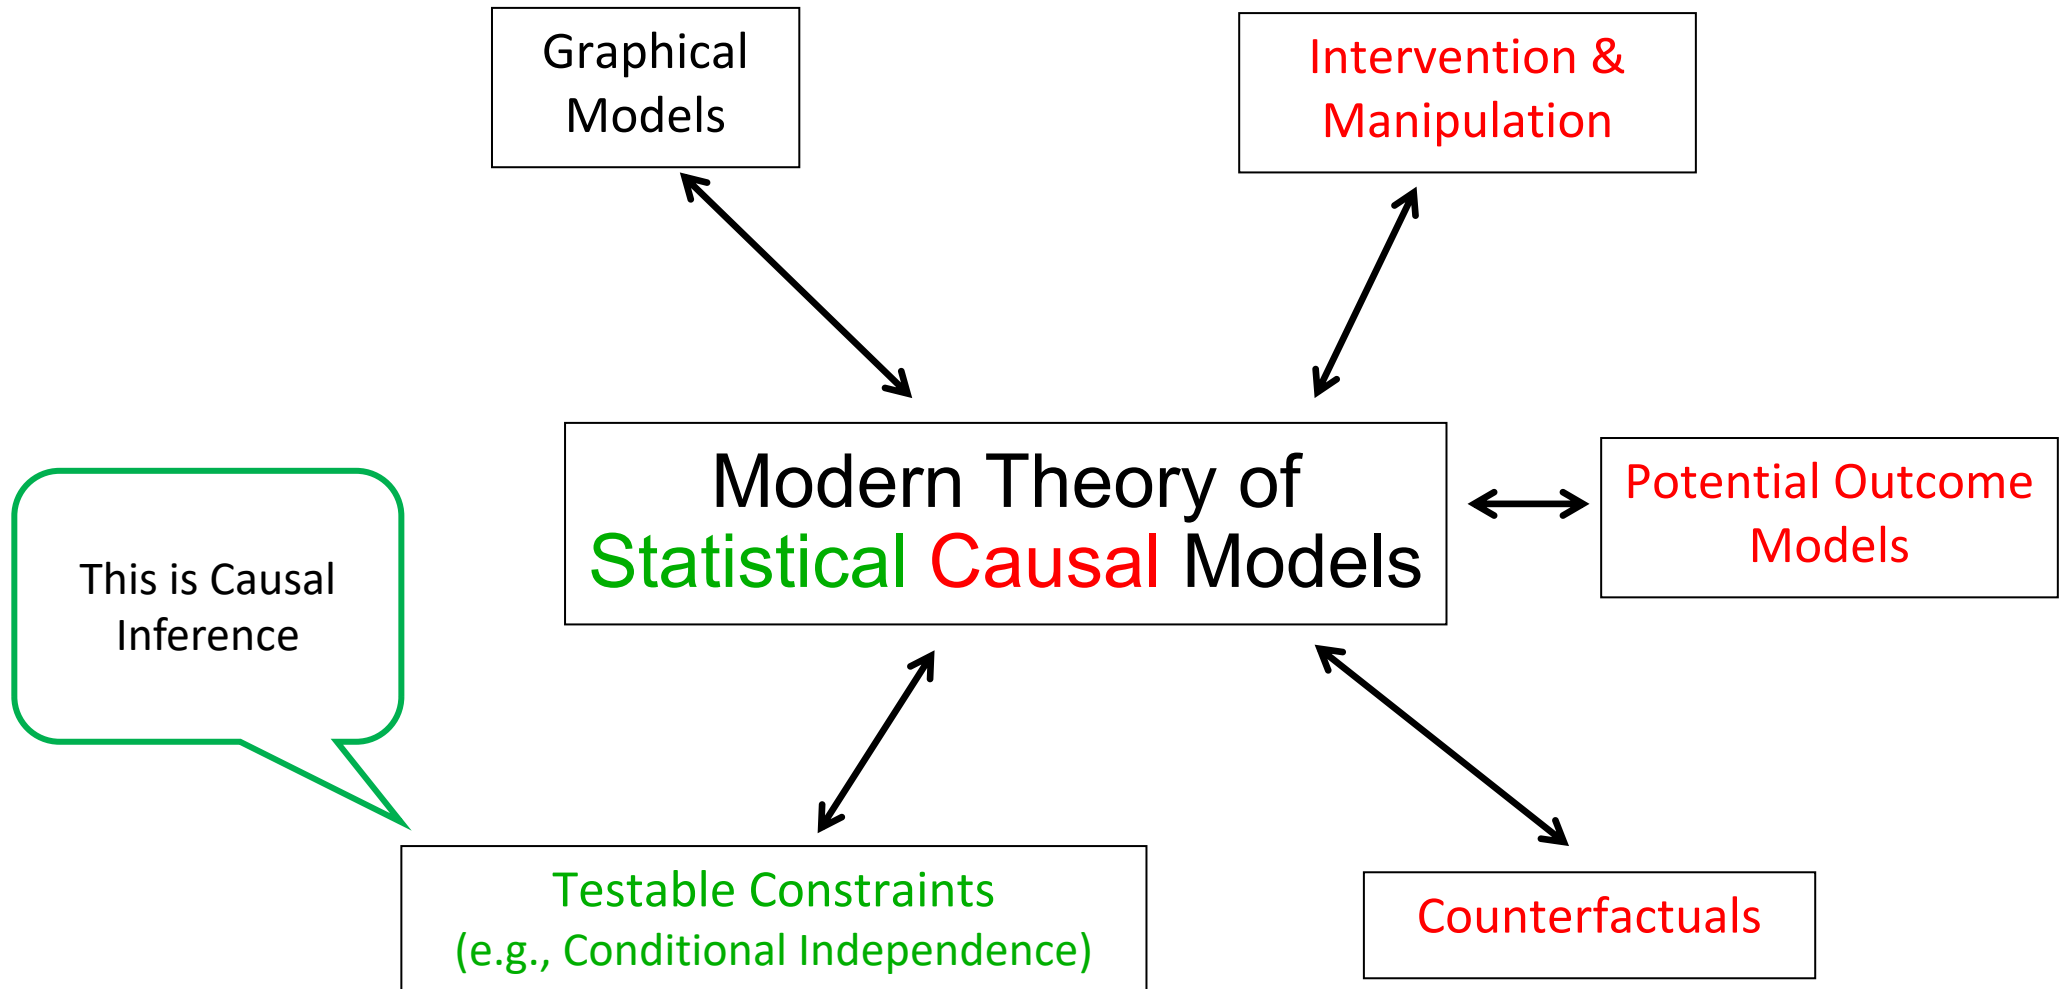 Graphical
Models
Intervention &
Manipulation
Modern Theory of
Statistical Causal Models
Potential Outcome
Models
This is Causal
Inference
Testable Constraints
(e.g., Conditional Independence)
Counterfactuals